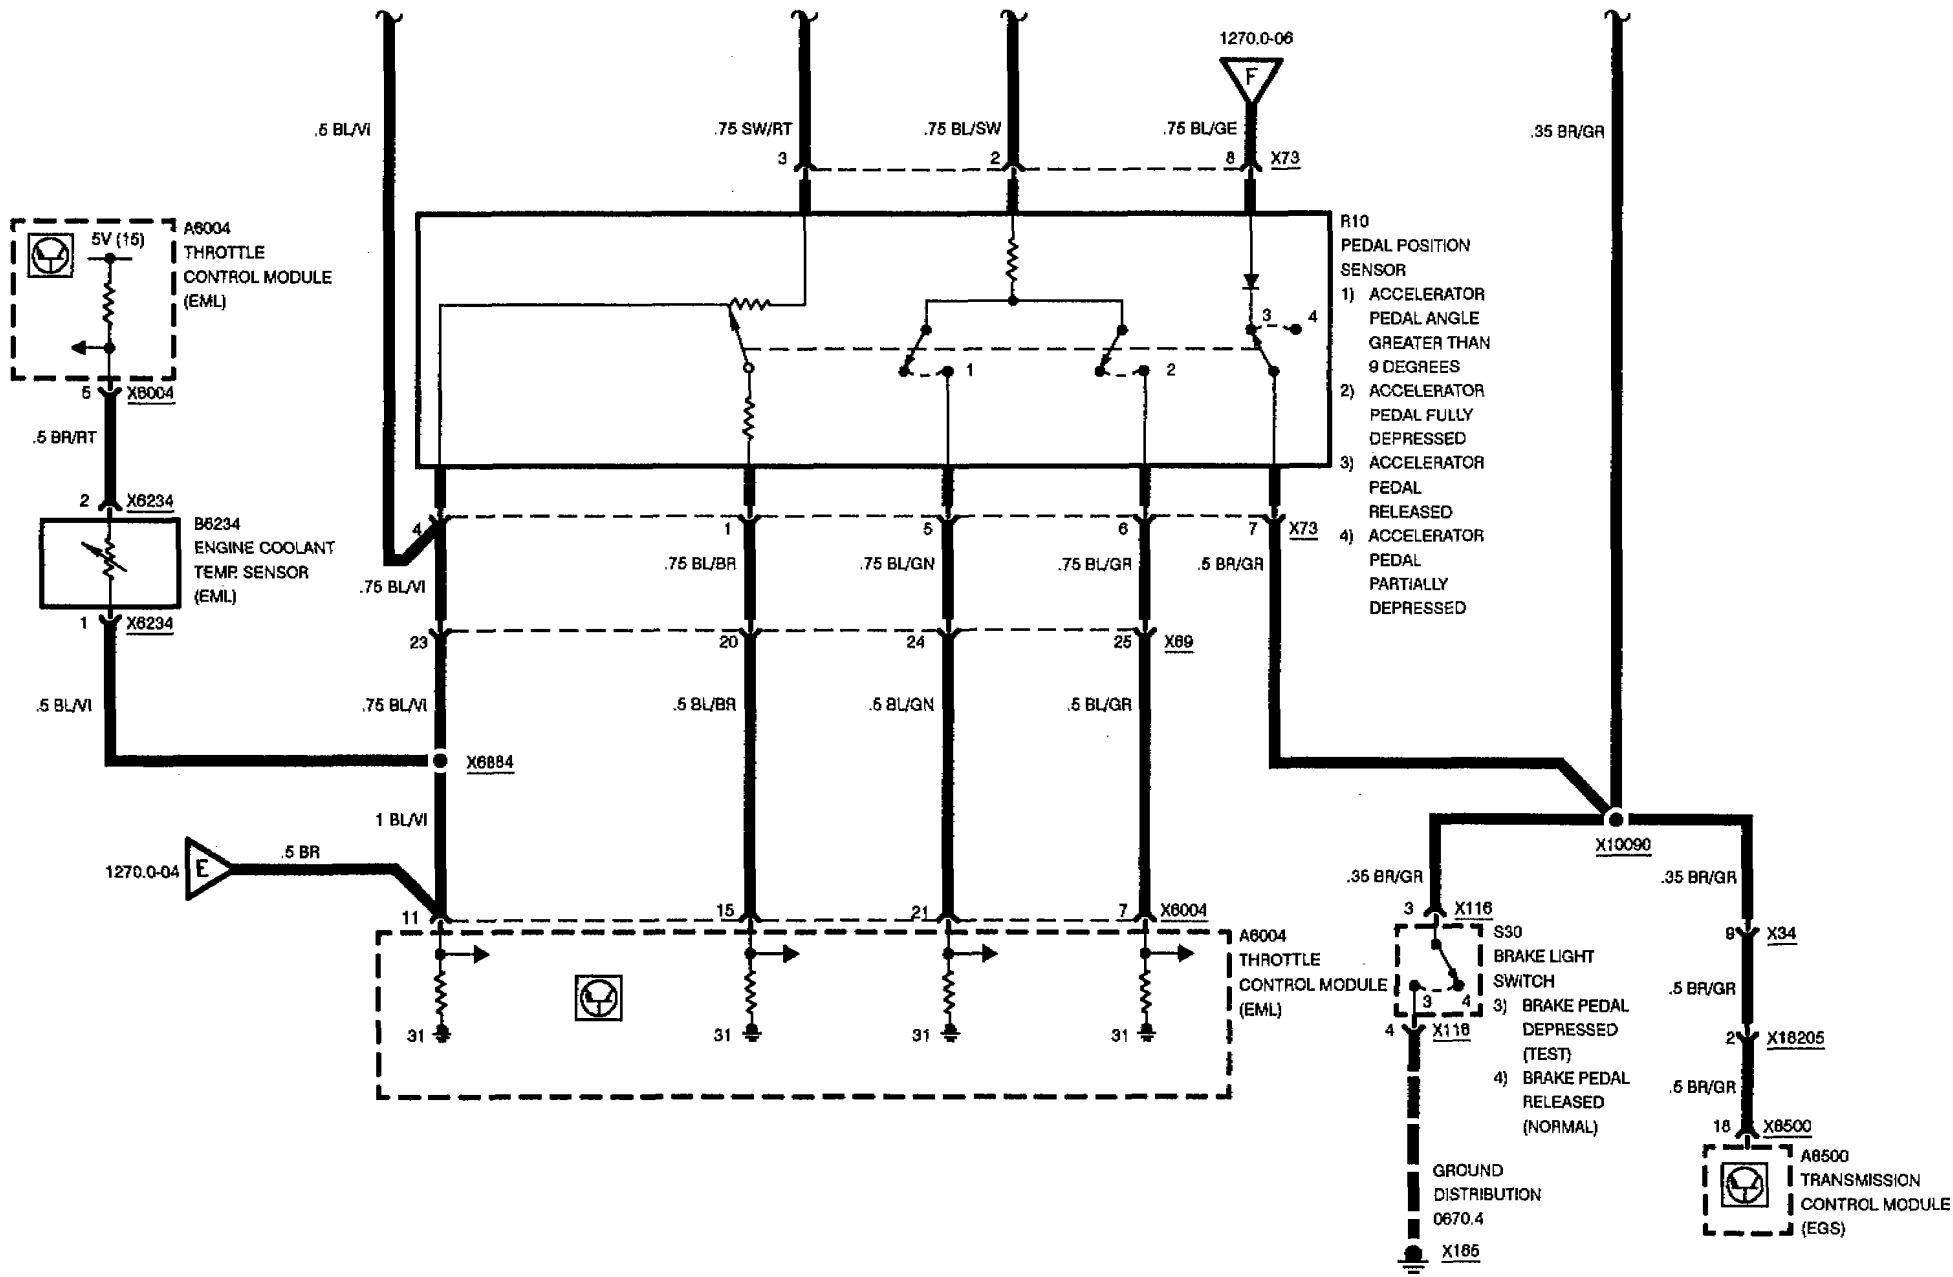 1270.0-06
F
.5 BL/VI
.75 SW/RT
.75 BL/SW
.75 BL/GE
.35 BR/GR
3
2
8
X73
A6004
THROTTLE
CONTROL MODULE
(EML)
5V (15)
R10
PEDAL POSITION
SENSOR
1) ACCELERATOR
PEDAL ANGLE
GREATER THAN
9 DEGREES
2) ACCELERATOR
PEDAL FULLY
DEPRESSED
3) ACCELERATOR
PEDAL
RELEASED
4) ACCELERATOR
PEDAL
PARTIALLY
DEPRESSED
3
4
1
2
5
X6004
.5 BR/RT
2
X6234
B6234
ENGINE COOLANT
TEMP. SENSOR
(EML)
1
X6234
4
1
5
6
7
X73
.75 BL/VI
.75 BL/BR
.75 BL/GN
.75 BL/GR
.5 BR/GR
23
20
24
25
X69
.5 BL/VI
.75 BL/VI
.5 BL/BR
.5 BL/GN
.5 BL/GR
X6884
1 BL/VI
1270.0-04
E
.5 BR
X10090
.35 BR/GR
.35 BR/GR
11
15
21
7
X6004
A6004
THROTTLE
CONTROL MODULE
(EML)
31
31
31
31
3
X116
S30
BRAKE LIGHT
SWITCH
3) BRAKE PEDAL
DEPRESSED
(TEST)
4) BRAKE PEDAL
RELEASED
(NORMAL)
3
4
4
X116
9
X34
.5 BR/GR
2
X18205
.5 BR/GR
18
X8500
A8500
TRANSMISSION
CONTROL MODULE
(EGS)
GROUND
DISTRIBUTION
0670.4
X165